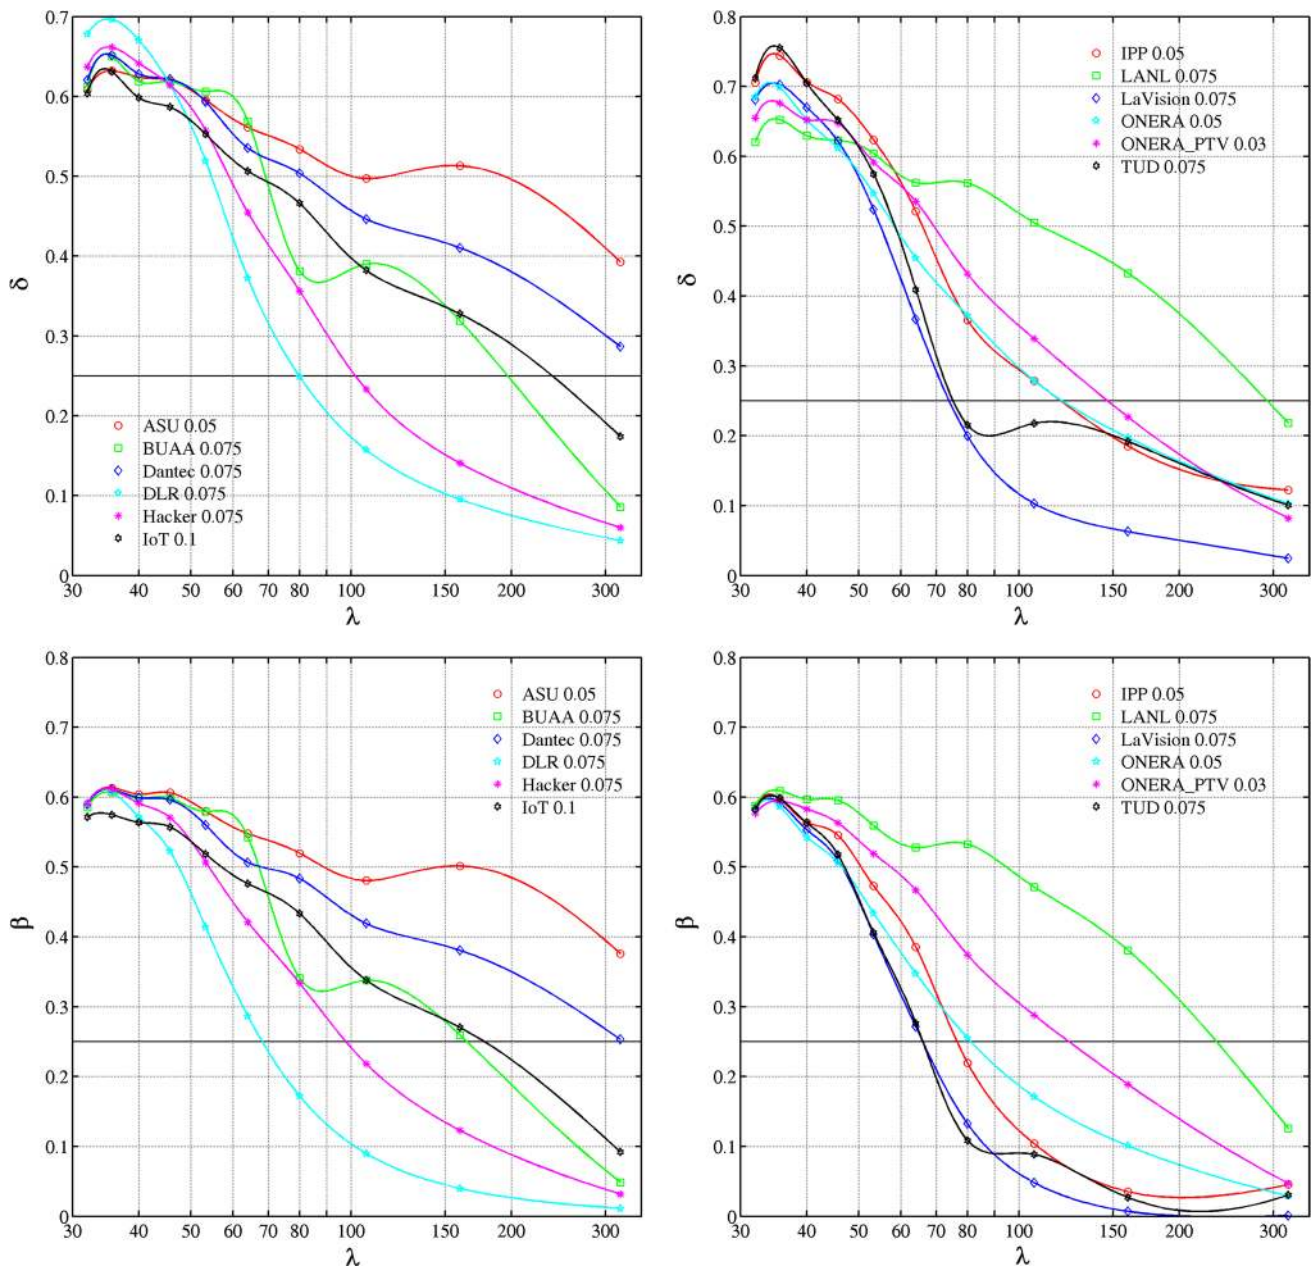 0.7
0.6
0.5
0.4
0.3
0.2
0.1
0
δ
ASU 0.05
BUAA 0.075
Dantec 0.075
DLR 0.075
Hacker 0.075
IoT 0.1
30 40 50 60 70 80 100 150 200 300
λ
0.8
0.7
0.6
0.5
0.4
0.3
0.2
0.1
0
δ
IPP 0.05
LANL 0.075
LaVision 0.075
ONERA 0.05
ONERA_PTV 0.03
TUD 0.075
30 40 50 60 70 80 100 150 200 300
λ
0.8
0.7
0.6
0.5
0.4
0.3
0.2
0.1
0
β
ASU 0.05
BUAA 0.075
Dantec 0.075
DLR 0.075
Hacker 0.075
IoT 0.1
30 40 50 60 70 80 100 150 200 300
λ
0.8
0.7
0.6
0.5
0.4
0.3
0.2
0.1
0
β
IPP 0.05
LANL 0.075
LaVision 0.075
ONERA 0.05
ONERA_PTV 0.03
TUD 0.075
30 40 50 60 70 80 100 150 200 300
λ